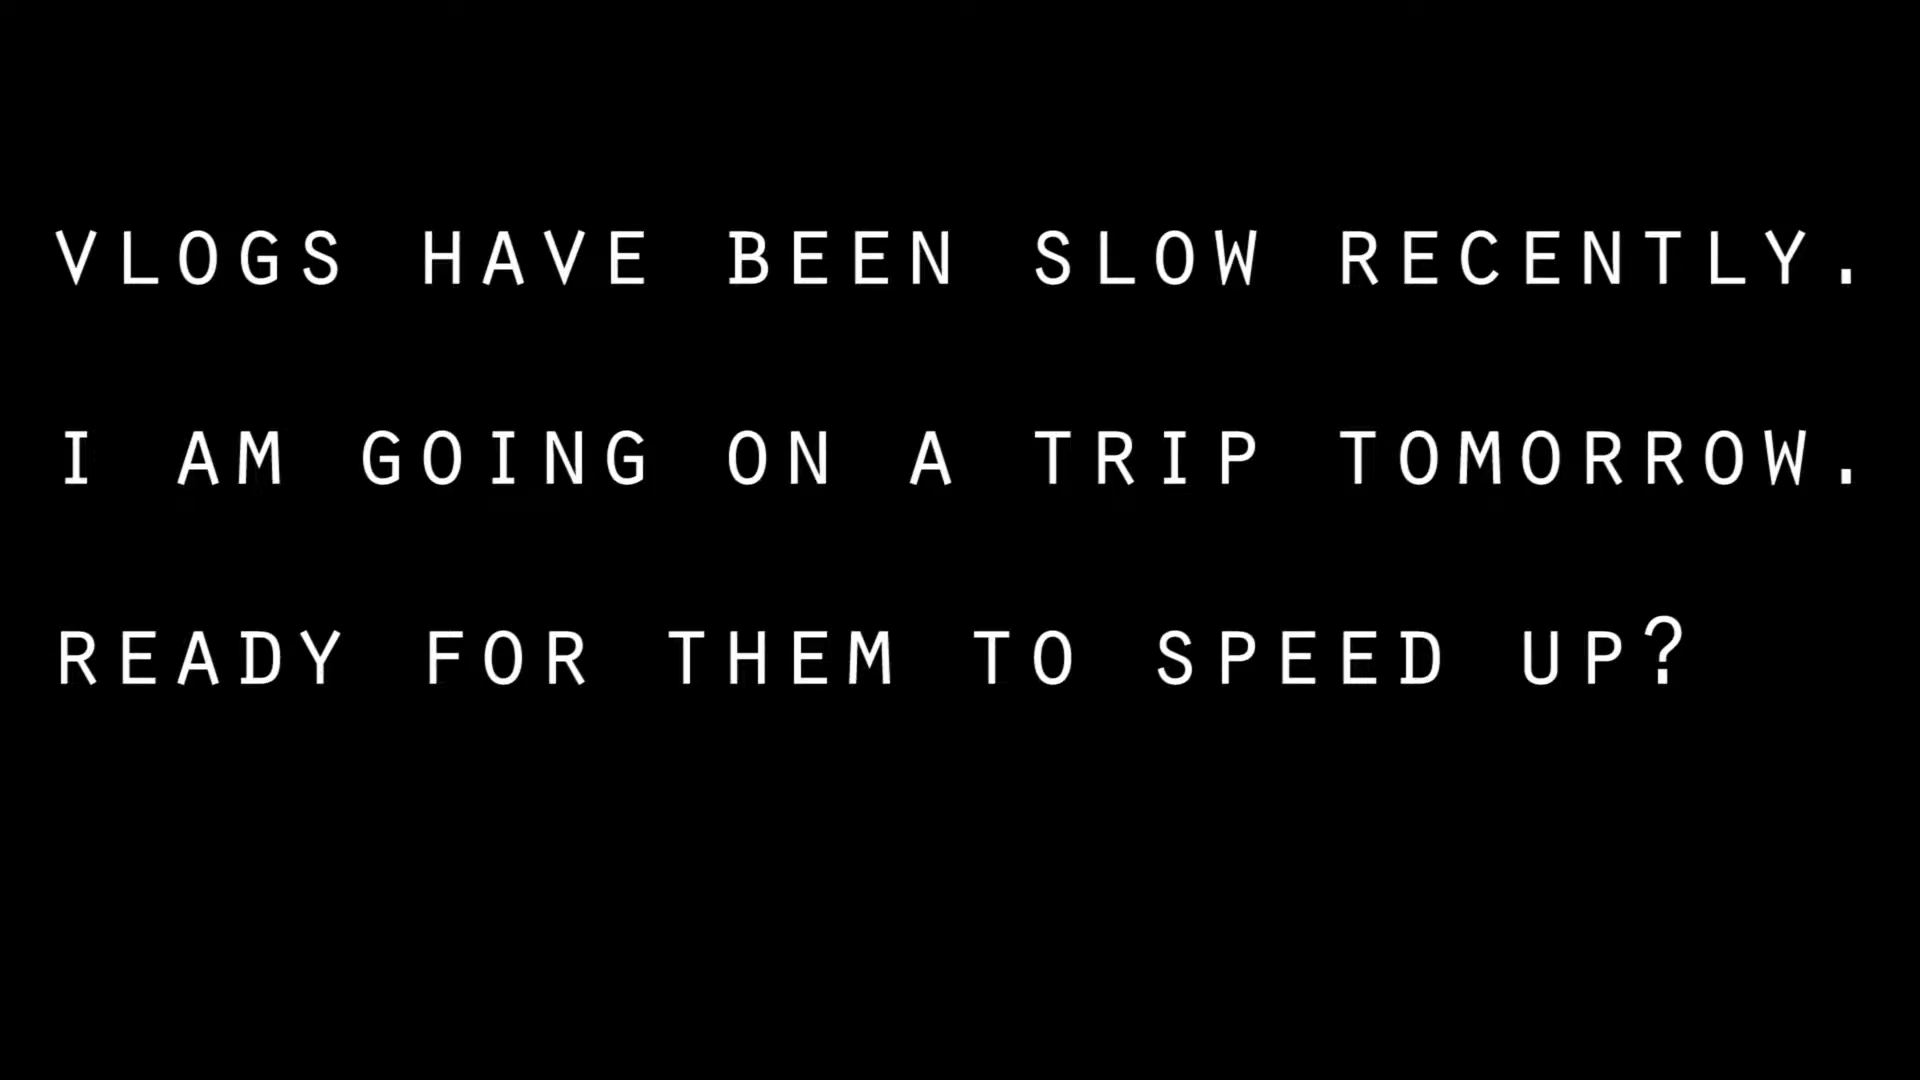 VLOGS HAVE BEEN SLOW RECENTLY.
I AM GOING ON A TRIP TOMORROW.
READY FOR THEM TO SPEED UP?